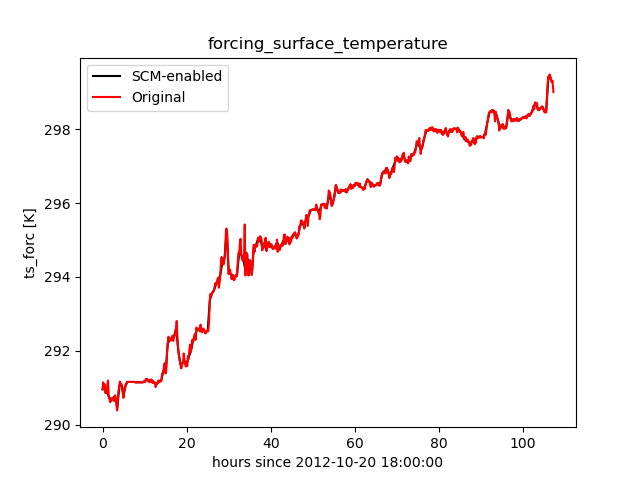 forcing_surface_temperature
SCM-enabled
Original
298
296
294
292
290
ts_forc [K]
0 20 40 60 80 100
hours since 2012-10-20 18:00:00